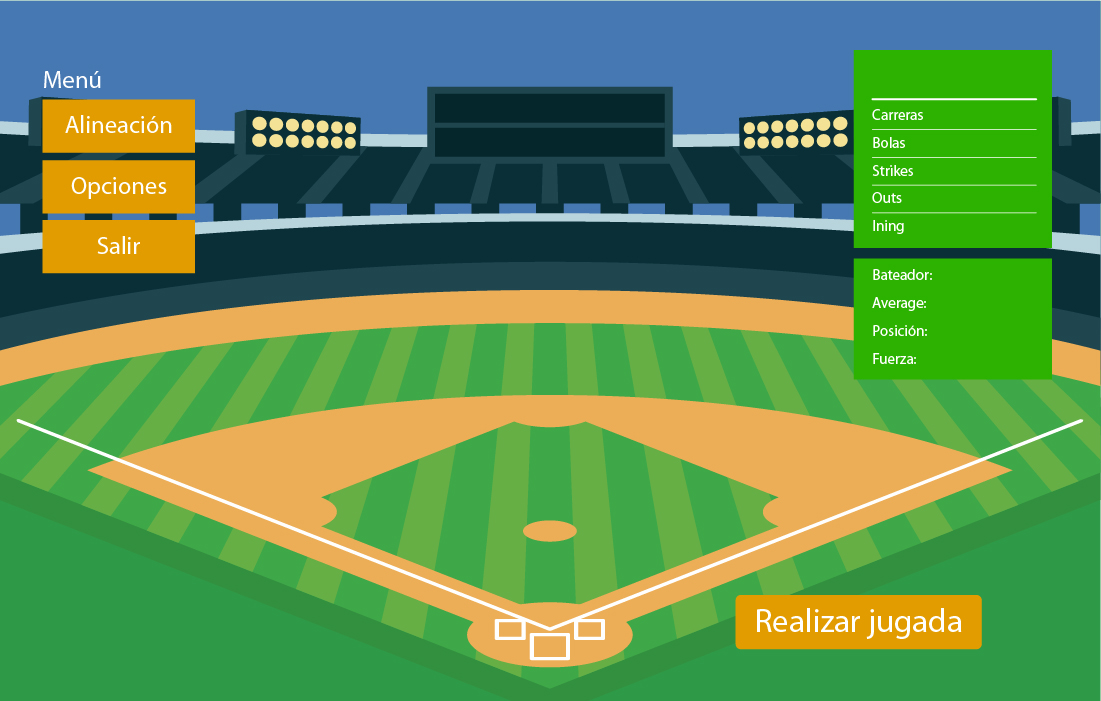 Menú
Alineación
Opciones
Salir
Carreras
Bolas
Strikes
Outs
Ining
Bateador:
Average:
Posición:
Fuerza:
Realizar jugada